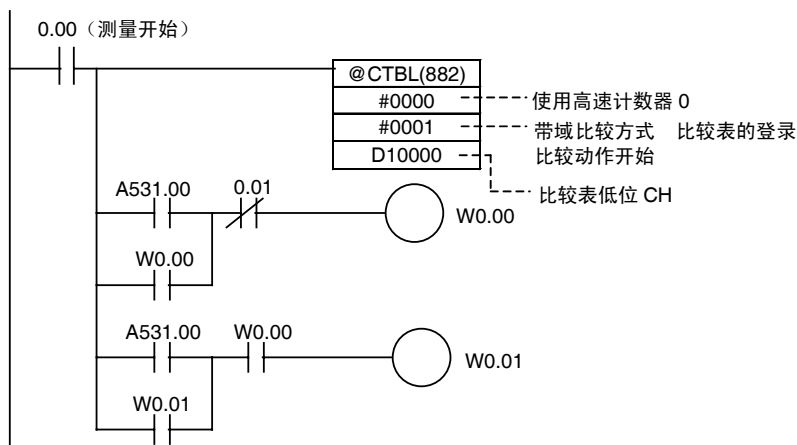 0.00（测量开始）
@CTBL(882)
#0000
使用高速计数器 0
#0001
带域比较方式 比较表的登录
比较动作开始
D10000
比较表低位 CH
A531.00
0.01
W0.00
W0.00
A531.00
W0.00
W0.01
W0.01